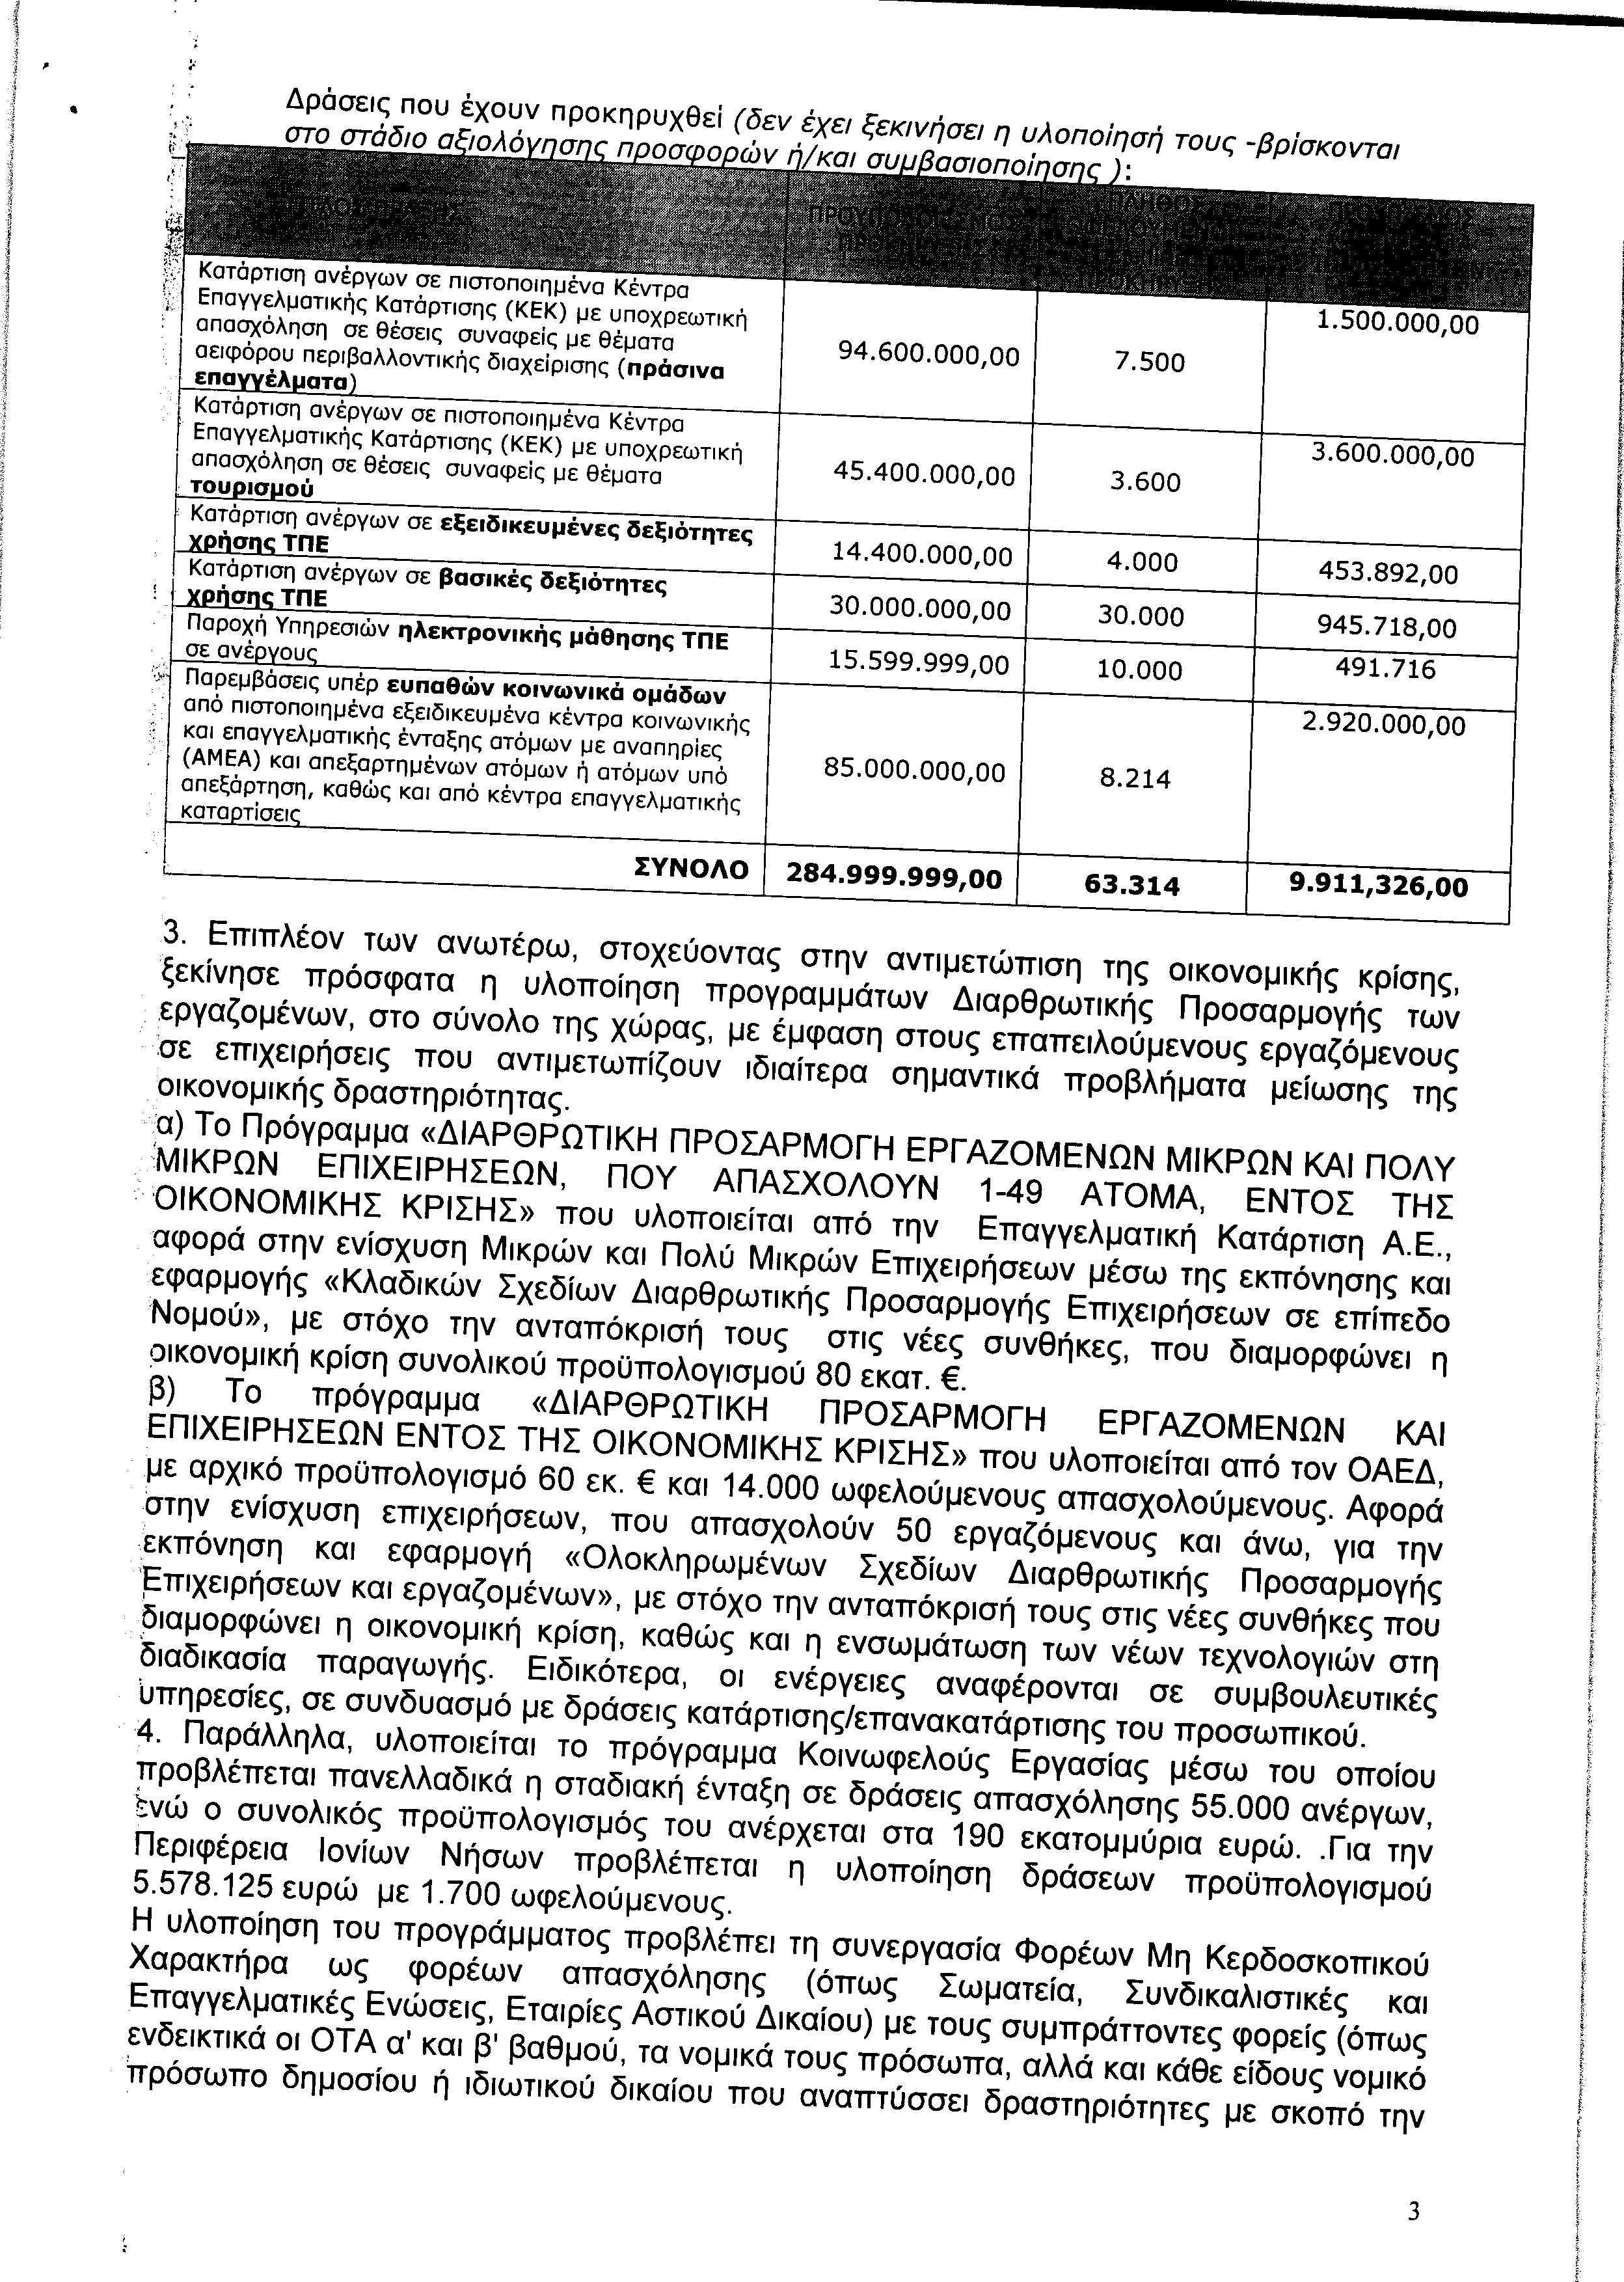 Δράσεις που έχουν προκηρυχθεί (δεν έχει ξεκινήσει η υλοποίησή τους -βρίσκονται
στο στάδιο αξιολόγησης προσφορών ή/και συμβασιοποίησης ):
ΠΛΗΘΟΣ
Κατάρτιση ανέργων σε πιστοποιημένα Κέντρα
Επαγγελματικής Κατάρτισης (ΚΕΚ) με υποχρεωτική
απασχόληση σε θέσεις συναφείς με θέματα
αειφόρου περιβαλλοντικής διαχείρισης (πράσινα
επαγγέλματα)
94.600.000,00
7.500
1.500.000,00
Κατάρτιση ανέργων σε πιστοποιημένα Κέντρα
Επαγγελματικής Κατάρτισης (ΚΕΚ) με υποχρεωτική
απασχόληση σε θέσεις συναφείς με θέματα
τουρισμού
45.400.000,00
3.600
3.600.000,00
Κατάρτιση ανέργων σε εξειδικευμένες δεξιότητες
χρήσης ΤΠΕ
14.400.000,00
4.000
453.892,00
Κατάρτιση ανέργων σε βασικές δεξιότητες
χρήσης ΤΠΕ
30.000.000,00
30.000
945.718,00
Παροχή Υπηρεσιών ηλεκτρονικής μάθησης ΤΠΕ
σε ανέργους
15.599.999,00
10.000
491.716
Παρεμβάσεις υπέρ ευπαθών κοινωνικά ομάδων
από πιστοποιημένα εξειδικευμένα κέντρα κοινωνικής
και επαγγελματικής ένταξης ατόμων με αναπηρίες
(ΑΜΕΑ) και απεξαρτημένων ατόμων ή ατόμων υπό
απεξάρτηση, καθώς και από κέντρα επαγγελματικής
καταρτίσεις
85.000.000,00
8.214
2.920.000,00
ΣΥΝΟΛΟ
284.999.999,00
63.314
9.911,326,00
3. Επιπλέον των ανωτέρω, στοχεύοντας στην αντιμετώπιση της οικονομικής κρίσης,
ξεκίνησε πρόσφατα η υλοποίηση προγραμμάτων Διαρθρωτικής Προσαρμογής των
εργαζομένων, στο σύνολο της χώρας, με έμφαση στους επαπειλούμενους εργαζόμενους
σε επιχειρήσεις που αντιμετωπίζουν ιδιαίτερα σημαντικά προβλήματα μείωσης της
οικονομικής δραστηριότητας.
α) Το Πρόγραμμα «ΔΙΑΡΘΡΩΤΙΚΗ ΠΡΟΣΑΡΜΟΓΗ ΕΡΓΑΖΟΜΕΝΩΝ ΜΙΚΡΩΝ ΚΑΙ ΠΟΛΥ
ΜΙΚΡΩΝ ΕΠΙΧΕΙΡΗΣΕΩΝ, ΠΟΥ ΑΠΑΣΧΟΛΟΥΝ 1-49 ΑΤΟΜΑ, ΕΝΤΟΣ ΤΗΣ
ΟΙΚΟΝΟΜΙΚΗΣ ΚΡΙΣΗΣ» που υλοποιείται από την Επαγγελματική Κατάρτιση Α.Ε.,
αφορά στην ενίσχυση Μικρών και Πολύ Μικρών Επιχειρήσεων μέσω της εκπόνησης και
εφαρμογής «Κλαδικών Σχεδίων Διαρθρωτικής Προσαρμογής Επιχειρήσεων σε επίπεδο
Νομού», με στόχο την ανταπόκρισή τους στις νέες συνθήκες, που διαμορφώνει η
οικονομική κρίση συνολικού προϋπολογισμού 80 εκατ. €.
β) Το πρόγραμμα «ΔΙΑΡΘΡΩΤΙΚΗ ΠΡΟΣΑΡΜΟΓΗ ΕΡΓΑΖΟΜΕΝΩΝ ΚΑΙ
ΕΠΙΧΕΙΡΗΣΕΩΝ ΕΝΤΟΣ ΤΗΣ ΟΙΚΟΝΟΜΙΚΗΣ ΚΡΙΣΗΣ» που υλοποιείται από τον ΟΑΕΔ,
με αρχικό προϋπολογισμό 60 εκ. € και 14.000 ωφελούμενους απασχολούμενους. Αφορά
στην ενίσχυση επιχειρήσεων, που απασχολούν 50 εργαζόμενους και άνω, για την
εκπόνηση και εφαρμογή «Ολοκληρωμένων Σχεδίων Διαρθρωτικής Προσαρμογής
Επιχειρήσεων και εργαζομένων», με στόχο την ανταπόκρισή τους στις νέες συνθήκες που
διαμορφώνει η οικονομική κρίση, καθώς και η ενσωμάτωση των νέων τεχνολογιών στη
διαδικασία παραγωγής. Ειδικότερα, οι ενέργειες αναφέρονται σε συμβουλευτικές
υπηρεσίες, σε συνδυασμό με δράσεις κατάρτισης/επανακατάρτισης του προσωπικού.
4. Παράλληλα, υλοποιείται το πρόγραμμα Κοινωφελούς Εργασίας μέσω του οποίου
προβλέπεται πανελλαδικά η σταδιακή ένταξη σε δράσεις απασχόλησης 55.000 ανέργων,
ενώ ο συνολικός προϋπολογισμός του ανέρχεται στα 190 εκατομμύρια ευρώ. .Για την
Περιφέρεια Ιονίων Νήσων προβλέπεται η υλοποίηση δράσεων προϋπολογισμού
5.578.125 ευρώ με 1.700 ωφελούμενους.
Η υλοποίηση του προγράμματος προβλέπει τη συνεργασία Φορέων Μη Κερδοσκοπικού
Χαρακτήρα ως φορέων απασχόλησης (όπως Σωματεία, Συνδικαλιστικές και
Επαγγελματικές Ενώσεις, Εταιρίες Αστικού Δικαίου) με τους συμπράττοντες φορείς (όπως
ενδεικτικά οι ΟΤΑ α' και β' βαθμού, τα νομικά τους πρόσωπα, αλλά και κάθε είδους νομικό
πρόσωπο δημοσίου ή ιδιωτικού δικαίου που αναπτύσσει δραστηριότητες με σκοπό την
3